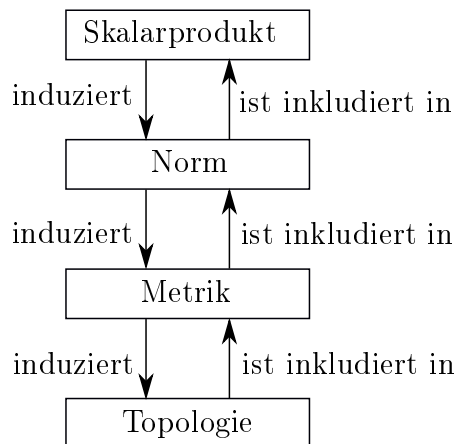 Skalarprodukt
induziert
ist inkludiert in
Norm
induziert
ist inkludiert in
Metrik
induziert
ist inkludiert in
Topologie